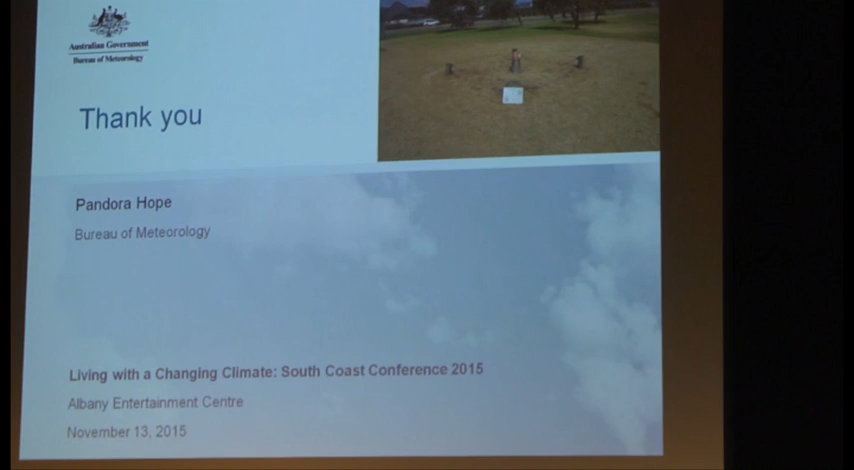 Australian Government
Bureau of Meteorology
Thank you
Pandora Hope
Bureau of Meteorology
Living with a Changing Climate: South Coast Conference 2015
Albany Entertainment Centre
November 13, 2015